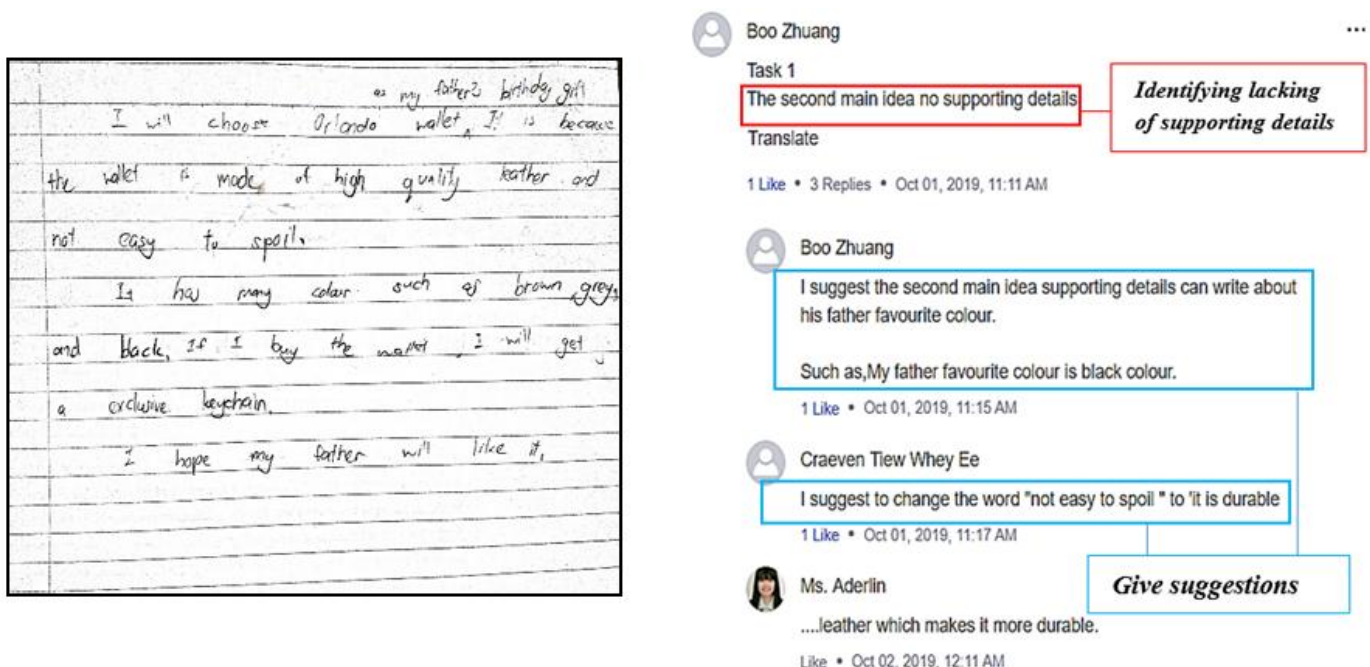 as my father's birthday gift
I will choose Orlando wallet ^ It is because
the wallet is made of high quality leather and
not easy to spoil.
It has many colour such as brown, grey,
and black, If I buy the wallet, I will get
a exclusive keychain.
I hope my father will like it.
Boo Zhuang
Task 1
The second main idea no supporting details
Translate
1 Like • 3 Replies • Oct 01, 2019, 11:11 AM
Identifying lacking
of supporting details
Boo Zhuang
I suggest the second main idea supporting details can write about
his father favourite colour.
Such as,My father favourite colour is black colour.
1 Like • Oct 01, 2019, 11:15 AM
Craeven Tiew Whey Ee
I suggest to change the word "not easy to spoil " to 'it is durable
1 Like • Oct 01, 2019, 11:17 AM
Give suggestions
Ms. Aderlin
....leather which makes it more durable.
Like • Oct 02, 2019, 12:11 AM